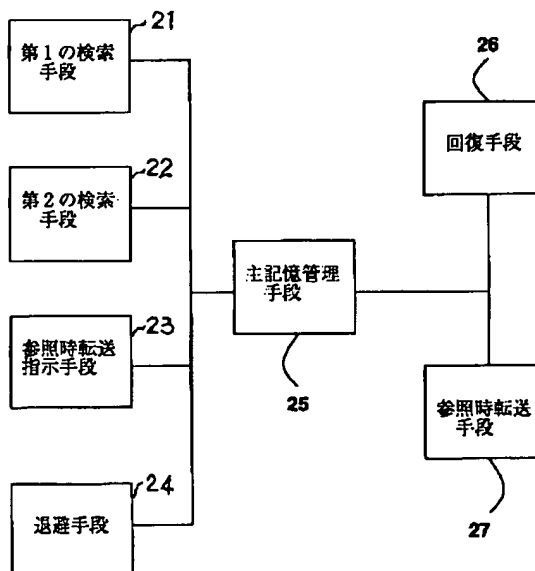 21
第1の検索
手段
22
第2の検索
手段
23
参照時転送
指示手段
24
退避手段
主記憶管理
手段
25
26
回復手段
参照時転送
手段
27